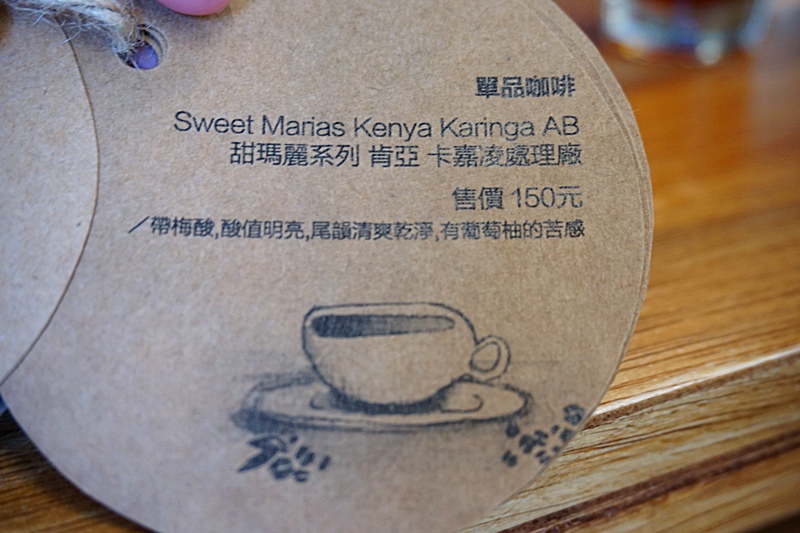 單品咖啡
Sweet Marias Kenya Karinga AB
甜瑪麗系列 肯亞 卡嘉凌處理廠
售價 150元
／帶梅酸,酸值明亮,尾韻清爽乾淨,有葡萄柚的苦感